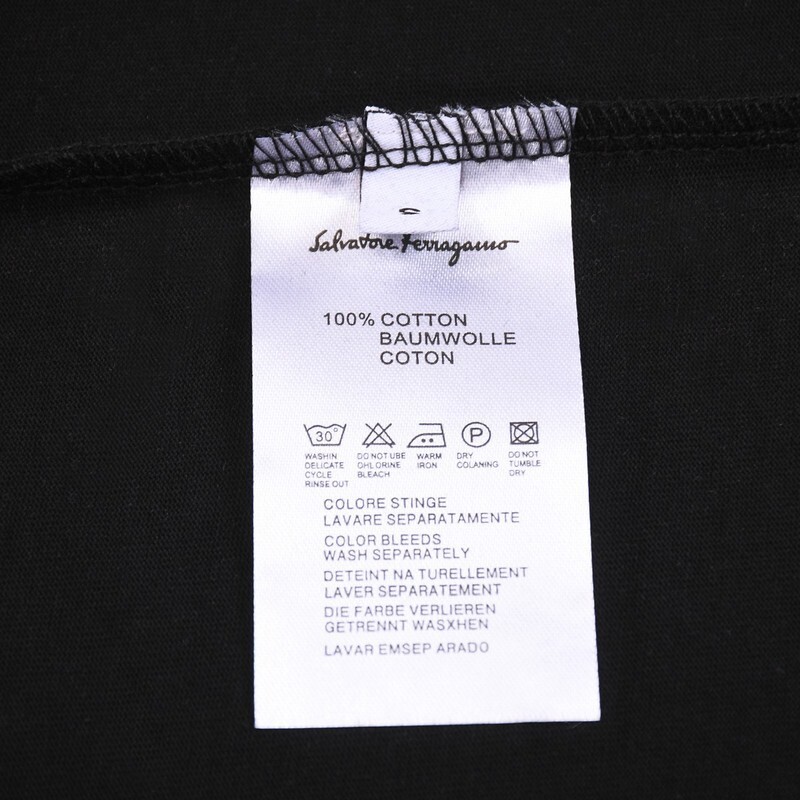 Salvatore Ferragamo
100% COTTON
BAUMWOLLE
COTON
30°
P
WASHIN
DELICATE
CYCLE
RINSE OUT
DO NOT UBE
OHLORINE
BLEACH
WARM
IRON
DRY
COLANING
DO NOT
TUMBLE
DRY
COLORE STINGE
LAVARE SEPARATAMENTE
COLOR BLEEDS
WASH SEPARATELY
DETEINT NA TURELLEMENT
LAVER SEPARATEMENT
DIE FARBE VERLIEREN
GETRENNT WASXHEN
LAVAR EMSEP ARADO